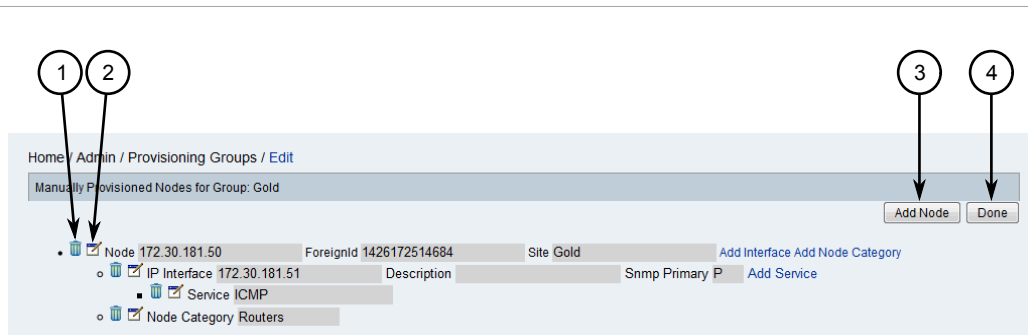 1 2 3 4
Home / Admin / Provisioning Groups / Edit
Manually Provisioned Nodes for Group: Gold
Add Node Done
Node 172.30.181.50 ForeignId 1426172514684 Site Gold Add Interface Add Node Category
IP Interface 172.30.181.51 Description Snmp Primary P Add Service
Service ICMP
Node Category Routers